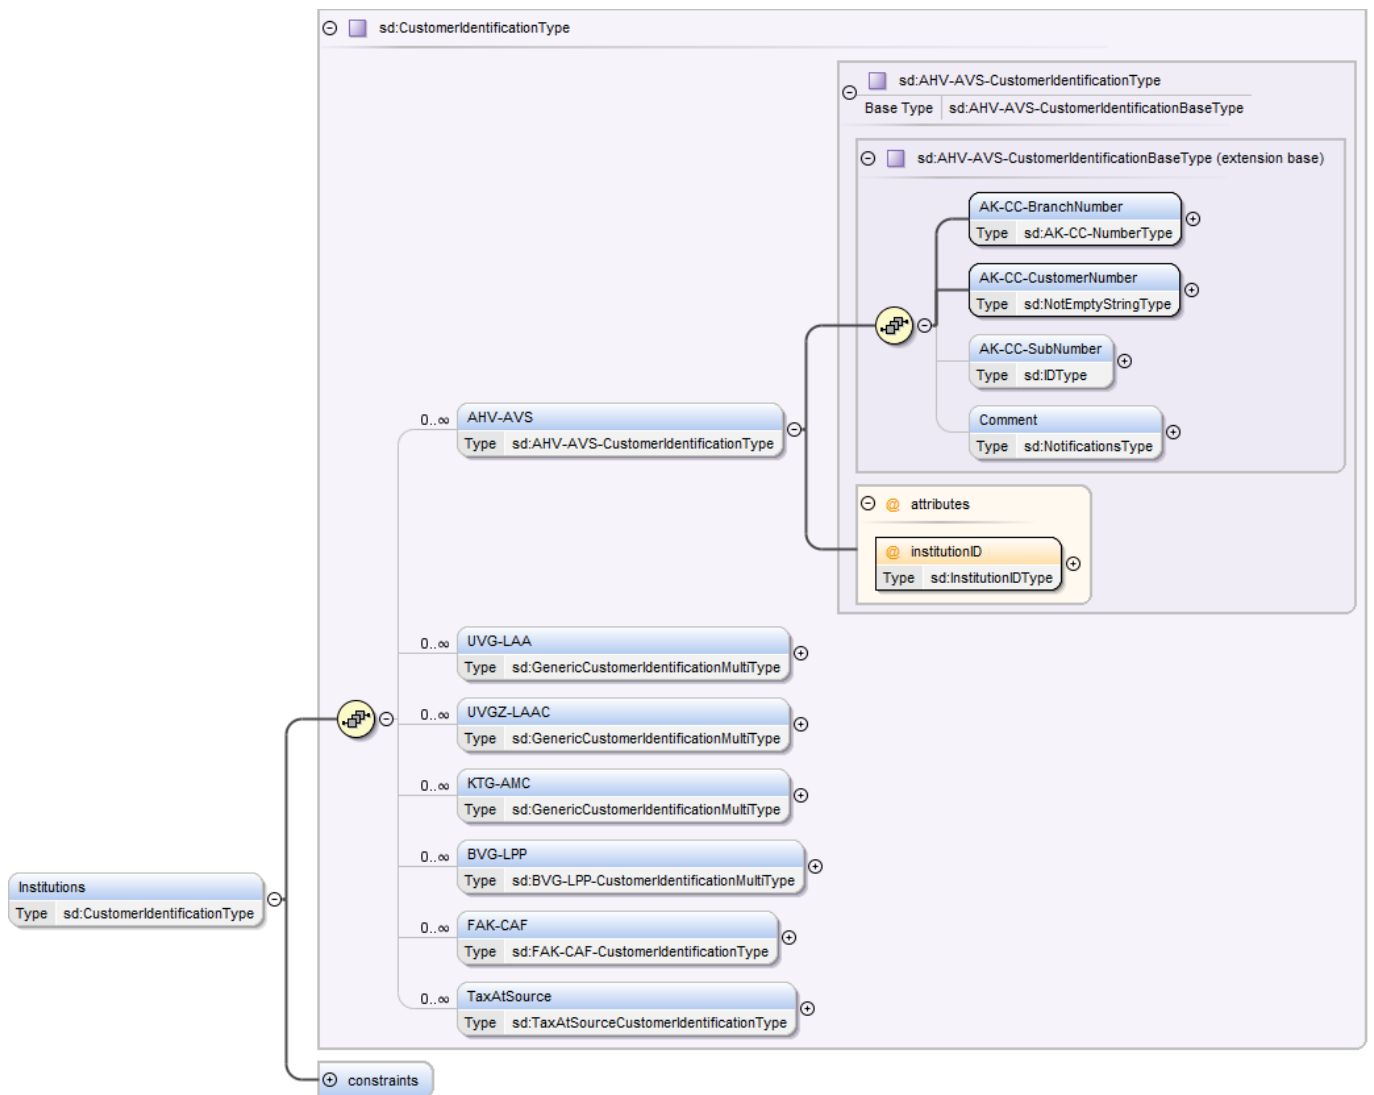 sd:CustomerIdentificationType
sd:AHV-AVS-CustomerIdentificationType
Base Type sd:AHV-AVS-CustomerIdentificationBaseType
sd:AHV-AVS-CustomerIdentificationBaseType (extension base)
AK-CC-BranchNumber
Type sd:AK-CC-NumberType
AK-CC-CustomerNumber
Type sd:NotEmptyStringType
AK-CC-SubNumber
Type sd:IDType
Comment
Type sd:NotificationsType
0..∞ AHV-AVS
Type sd:AHV-AVS-CustomerIdentificationType
@ attributes
@ institutionID
Type sd:InstitutionIDType
0..∞ UVG-LAA
Type sd:GenericCustomerIdentificationMultiType
0..∞ UVGZ-LAAC
Type sd:GenericCustomerIdentificationMultiType
0..∞ KTG-AMC
Type sd:GenericCustomerIdentificationMultiType
0..∞ BVG-LPP
Type sd:BVG-LPP-CustomerIdentificationMultiType
Institutions
Type sd:CustomerIdentificationType
0..∞ FAK-CAF
Type sd:FAK-CAF-CustomerIdentificationType
0..∞ TaxAtSource
Type sd:TaxAtSourceCustomerIdentificationType
constraints